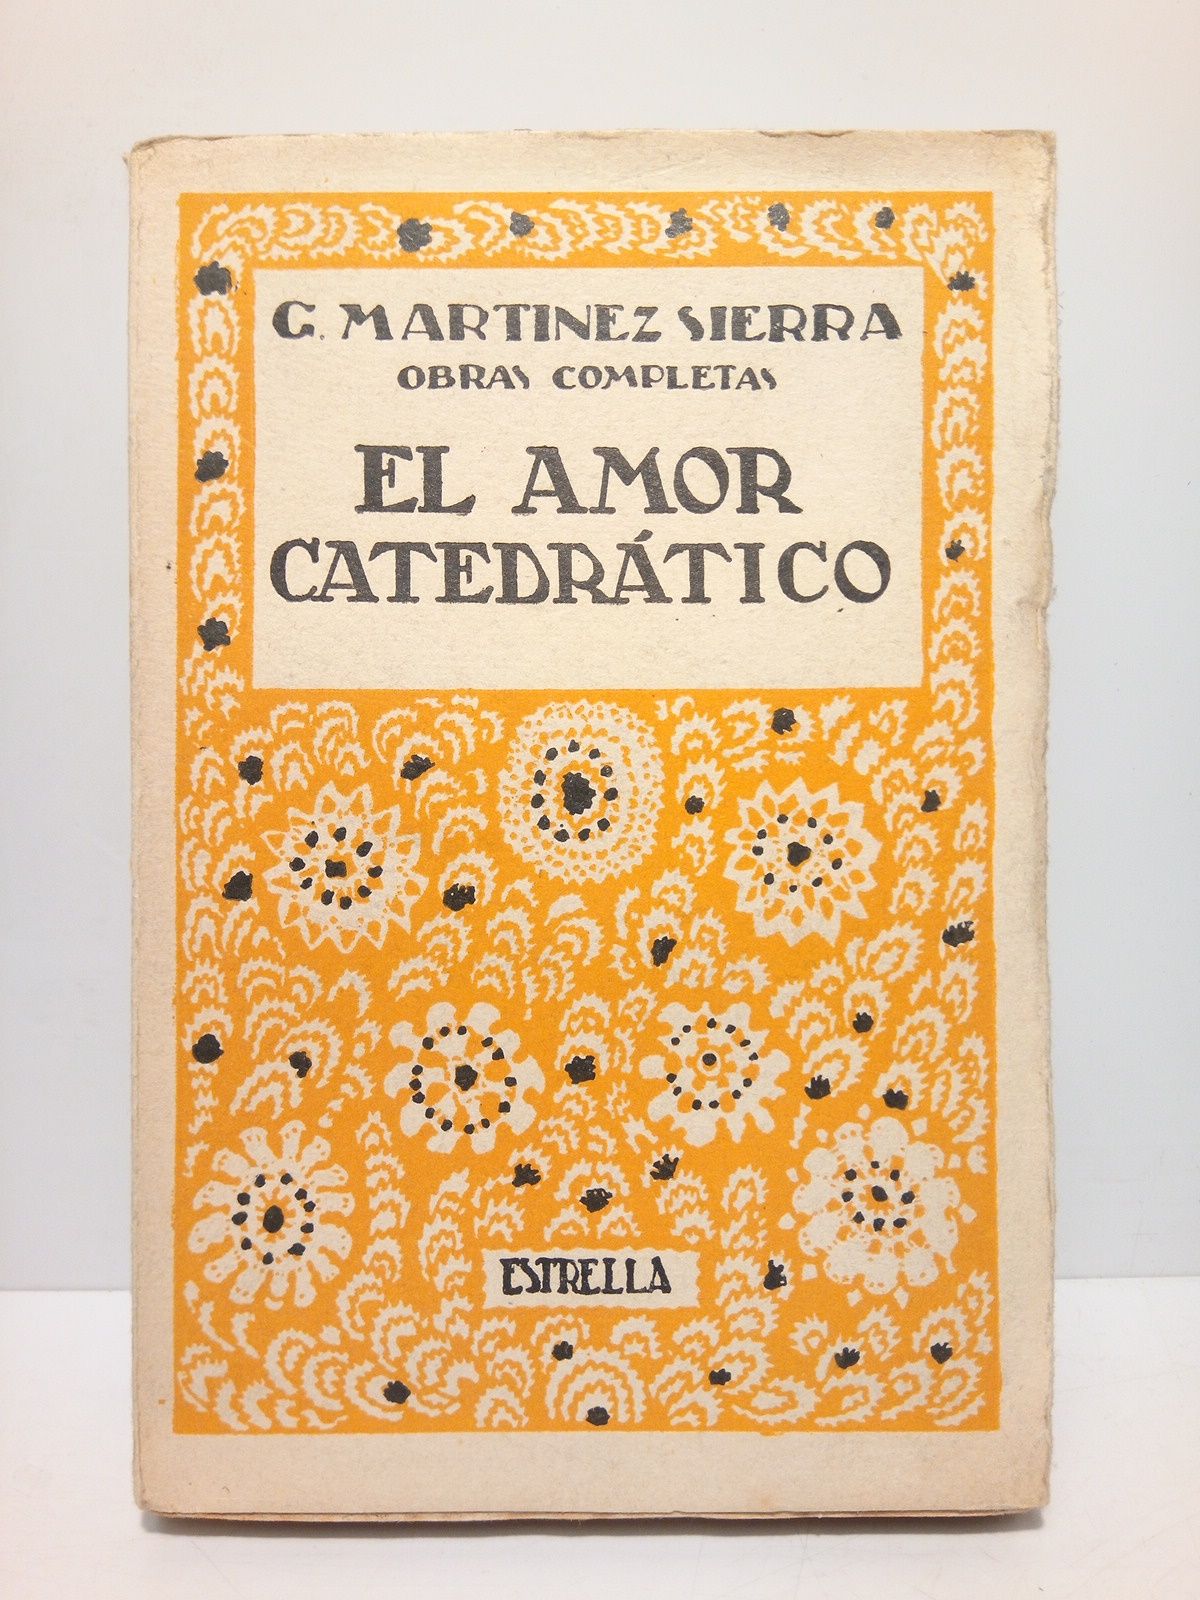 G. MARTINEZ SIERRA
OBRAS COMPLETAS
EL AMOR
CATEDRÁTICO
ESTRELLA